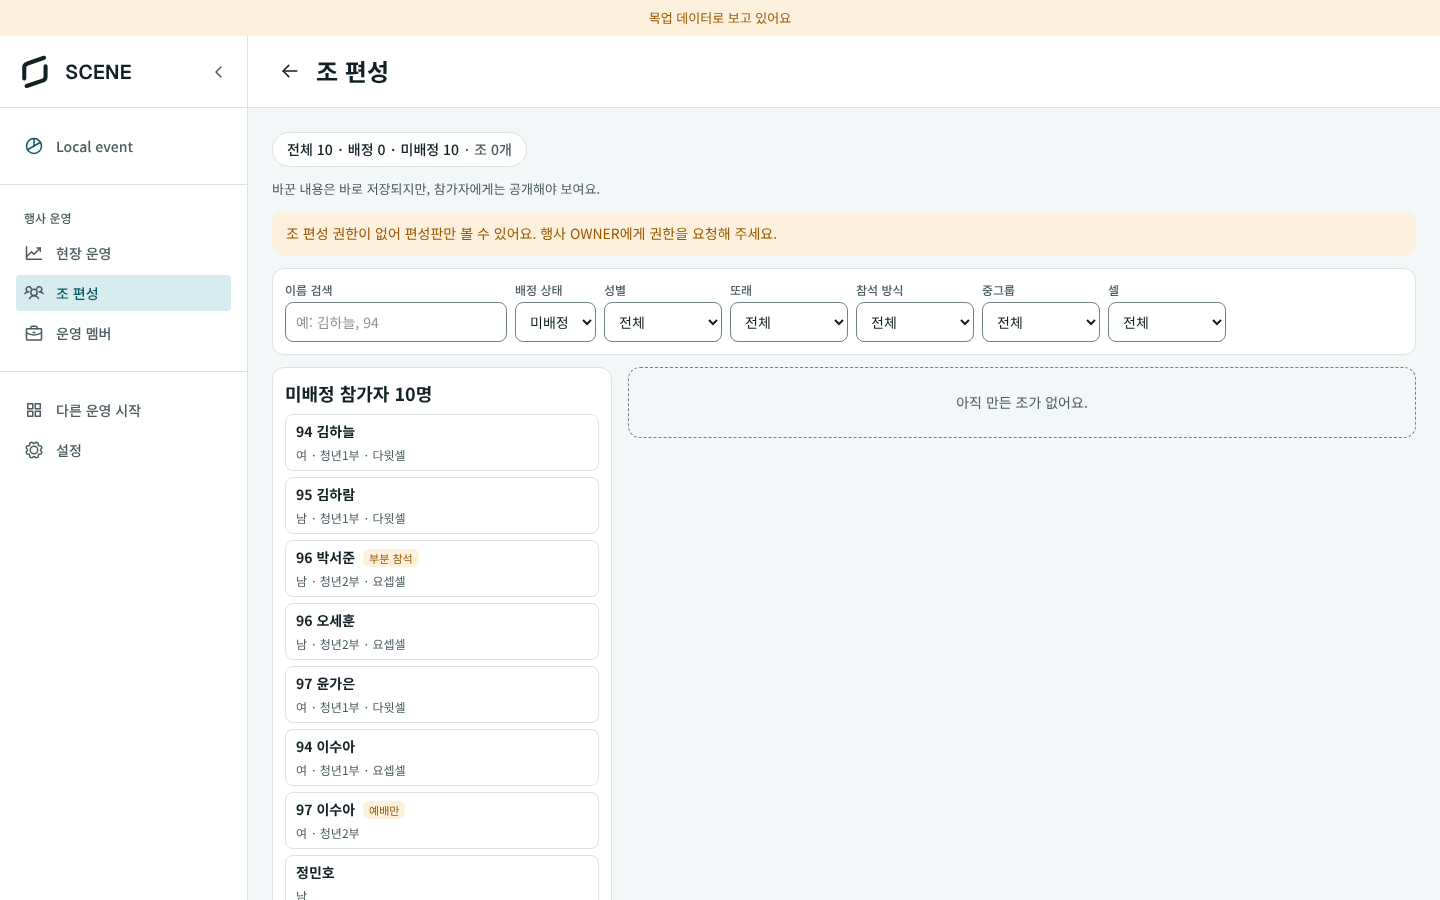 목업 데이터로 보고 있어요
SCENE
조 편성
Local event
행사 운영
현장 운영
조 편성
운영 멤버
다른 운영 시작
설정
전체 10 · 배정 0 · 미배정 10 · 조 0개
바꾼 내용은 바로 저장되지만, 참가자에게는 공개해야 보여요.
조 편성 권한이 없어 편성판만 볼 수 있어요. 행사 OWNER에게 권한을 요청해 주세요.
이름 검색 배정 상태 성별 또래 참석 방식 중그룹 셀
예: 김하늘, 94 미배정 전체 전체 전체 전체 전체
미배정 참가자 10명
94 김하늘
여 · 청년1부 · 다윗셀
95 김하람
남 · 청년1부 · 다윗셀
96 박서준 부분 참석
남 · 청년2부 · 요셉셀
96 오세훈
남 · 청년2부 · 요셉셀
97 윤가은
여 · 청년1부 · 다윗셀
94 이수아
여 · 청년1부 · 요셉셀
97 이수아 예배만
여 · 청년2부
정민호
남
아직 만든 조가 없어요.